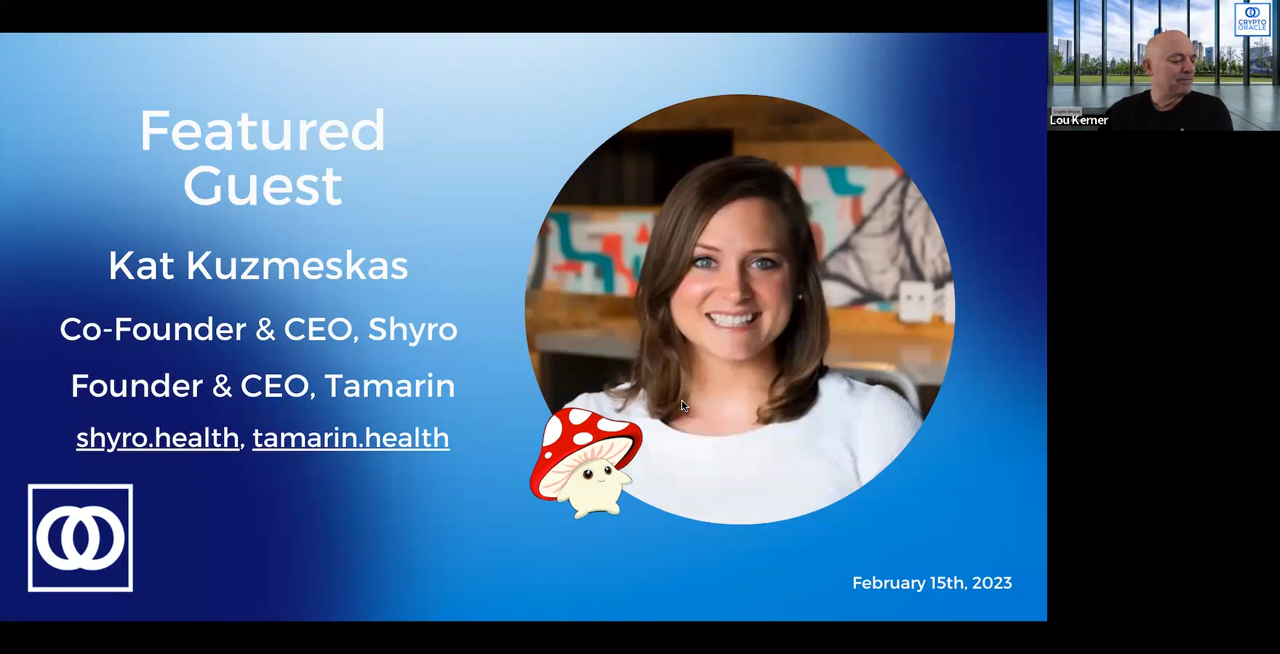 Featured
Guest
Kat Kuzmeskas
Co-Founder & CEO, Shyro
Founder & CEO, Tamarin
shyro.health, tamarin.health
February 15th, 2023
CRYPTO
ORACLE
Lou Kerner